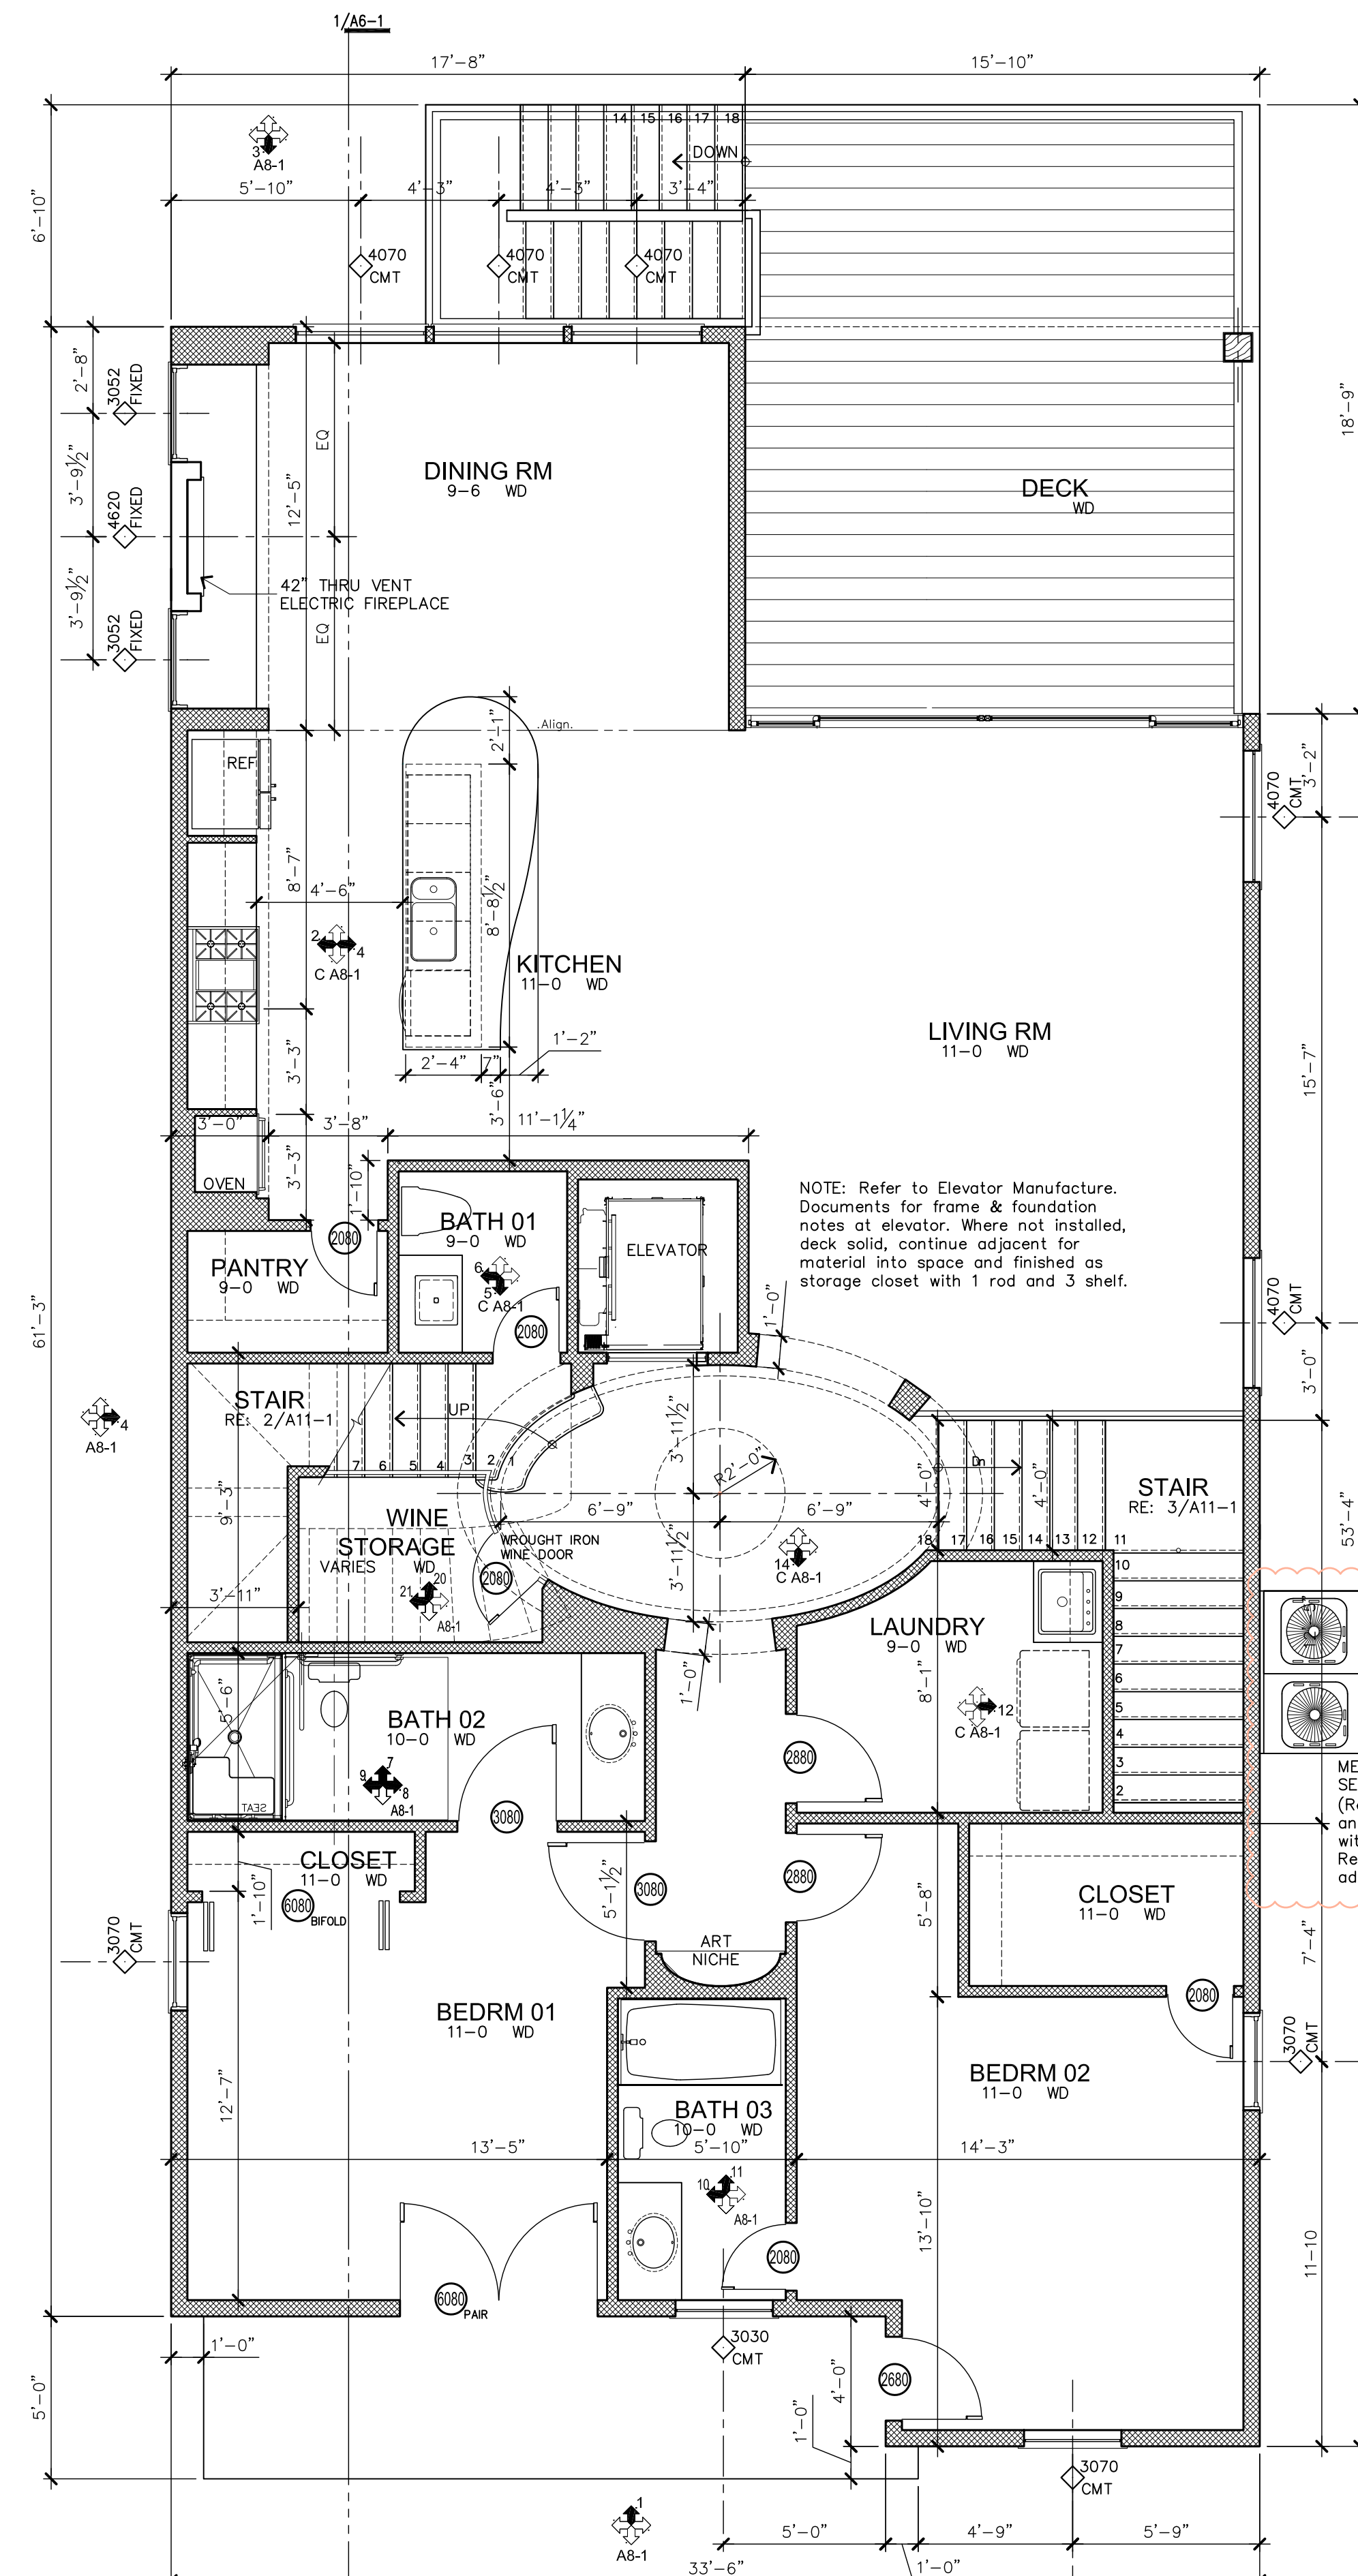 1/A6-1
17'-8"
15'-10"
14 15 16 17 18
DOWN
3
A8-1
5'-10"
4'-3"
4'-3"
3'-4"
6'-10"
4070
CMT
4070
CMT
4070
CMT
2'-8"
3052
FIXED
3'-9½"
4620
FIXED
3'-9½"
3052
FIXED
EQ
12'-5"
EQ
DINING RM
9-6 WD
DECK
WD
18'-9"
42" THRU VENT
ELECTRIC FIREPLACE
Align.
2'-1"
REF
3'-2"
4070
CMT
8'-7"
4'-6"
8'-8½"
2
4
C A8-1
KITCHEN
11-0 WD
LIVING RM
11-0 WD
1'-2"
2'-4"
7"
3'-3"
3'-6"
15'-7"
3'-0"
3'-8"
11'-1¼"
3'-3"
1'-10"
OVEN
2080
BATH 01
9-0 WD
6
5
C A8-1
2080
ELEVATOR
PANTRY
9-0 WD
NOTE: Refer to Elevator Manufacture.
Documents for frame & foundation
notes at elevator. Where not installed,
deck solid, continue adjacent for
material into space and finished as
storage closet with 1 rod and 3 shelf.
1'-0"
4070
CMT
61'-3"
3'-0"
STAIR
RE: 2/A11-1
UP
4
A8-1
7 6 5 4 3 2 1
3'-11½"
R2'-0"
4'-0"
Dn
4'-0"
STAIR
RE: 3/A11-1
9'-3"
WINE
STORAGE
VARIES WD
WROUGHT IRON
WINE DOOR
2080
6'-9"
6'-9"
3'-11½"
18 17 16 15 14 13 12 11
10
9
8
7
6
5
4
3
2
53'-4"
14
C A8-1
3'-11"
21
20
A8-1
LAUNDRY
9-0 WD
8'-1"
12
C A8-1
1'-0"
5'-6"
BATH 02
10-0 WD
9
7
8
A8-1
SEAT
2880
3080
ME
SE
(Re
an
wit
Re
ad
CLOSET
11-0 WD
6080
BIFOLD
1'-10"
5'-1½"
3080
2880
5'-8"
CLOSET
11-0 WD
7'-4"
ART
NICHE
3070
CMT
2080
BEDRM 01
11-0 WD
3070
CMT
BEDRM 02
11-0 WD
12'-7"
BATH 03
10-0 WD
13'-5"
5'-10"
14'-3"
10
11
A8-1
13'-10"
11-10
2080
6080
PAIR
1'-0"
3030
CMT
4'-0"
2680
5'-0"
1'-0"
3070
CMT
1
A8-1
5'-0"
4'-9"
5'-9"
33'-6"
1'-0"